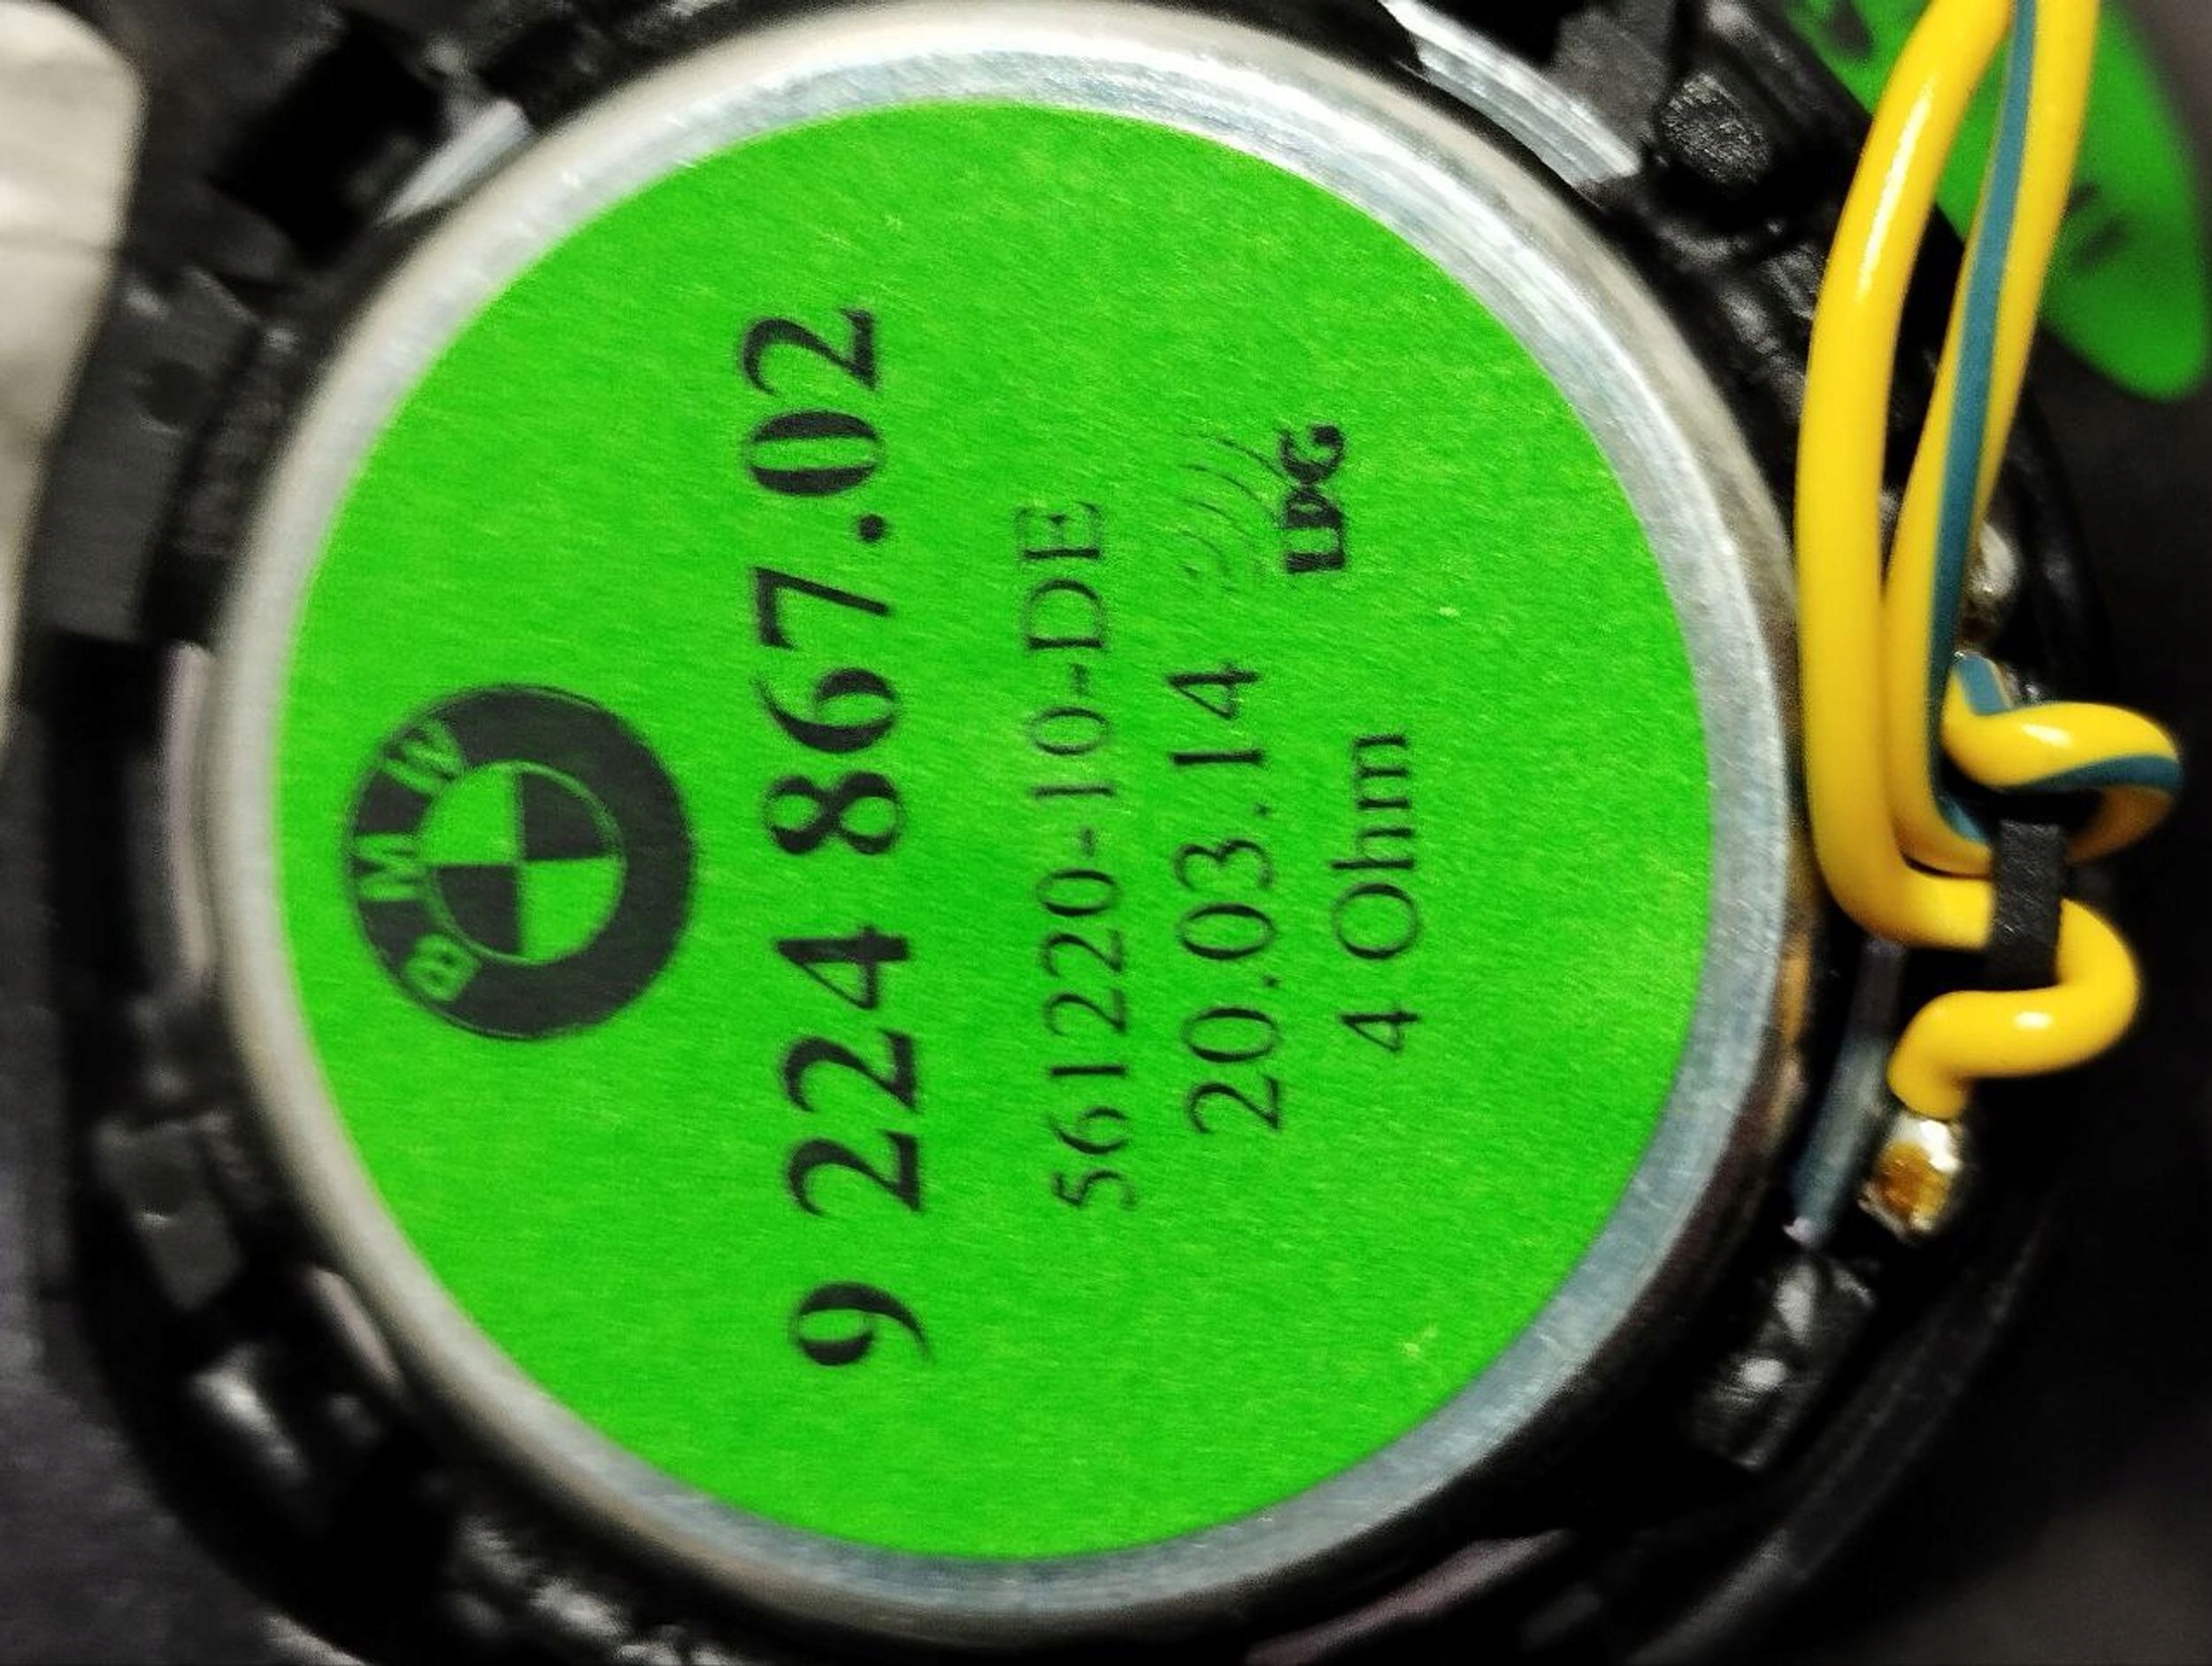 BMW
9 224 867.02
561220-10-DE
20.03.14
LDG
4 Ohm